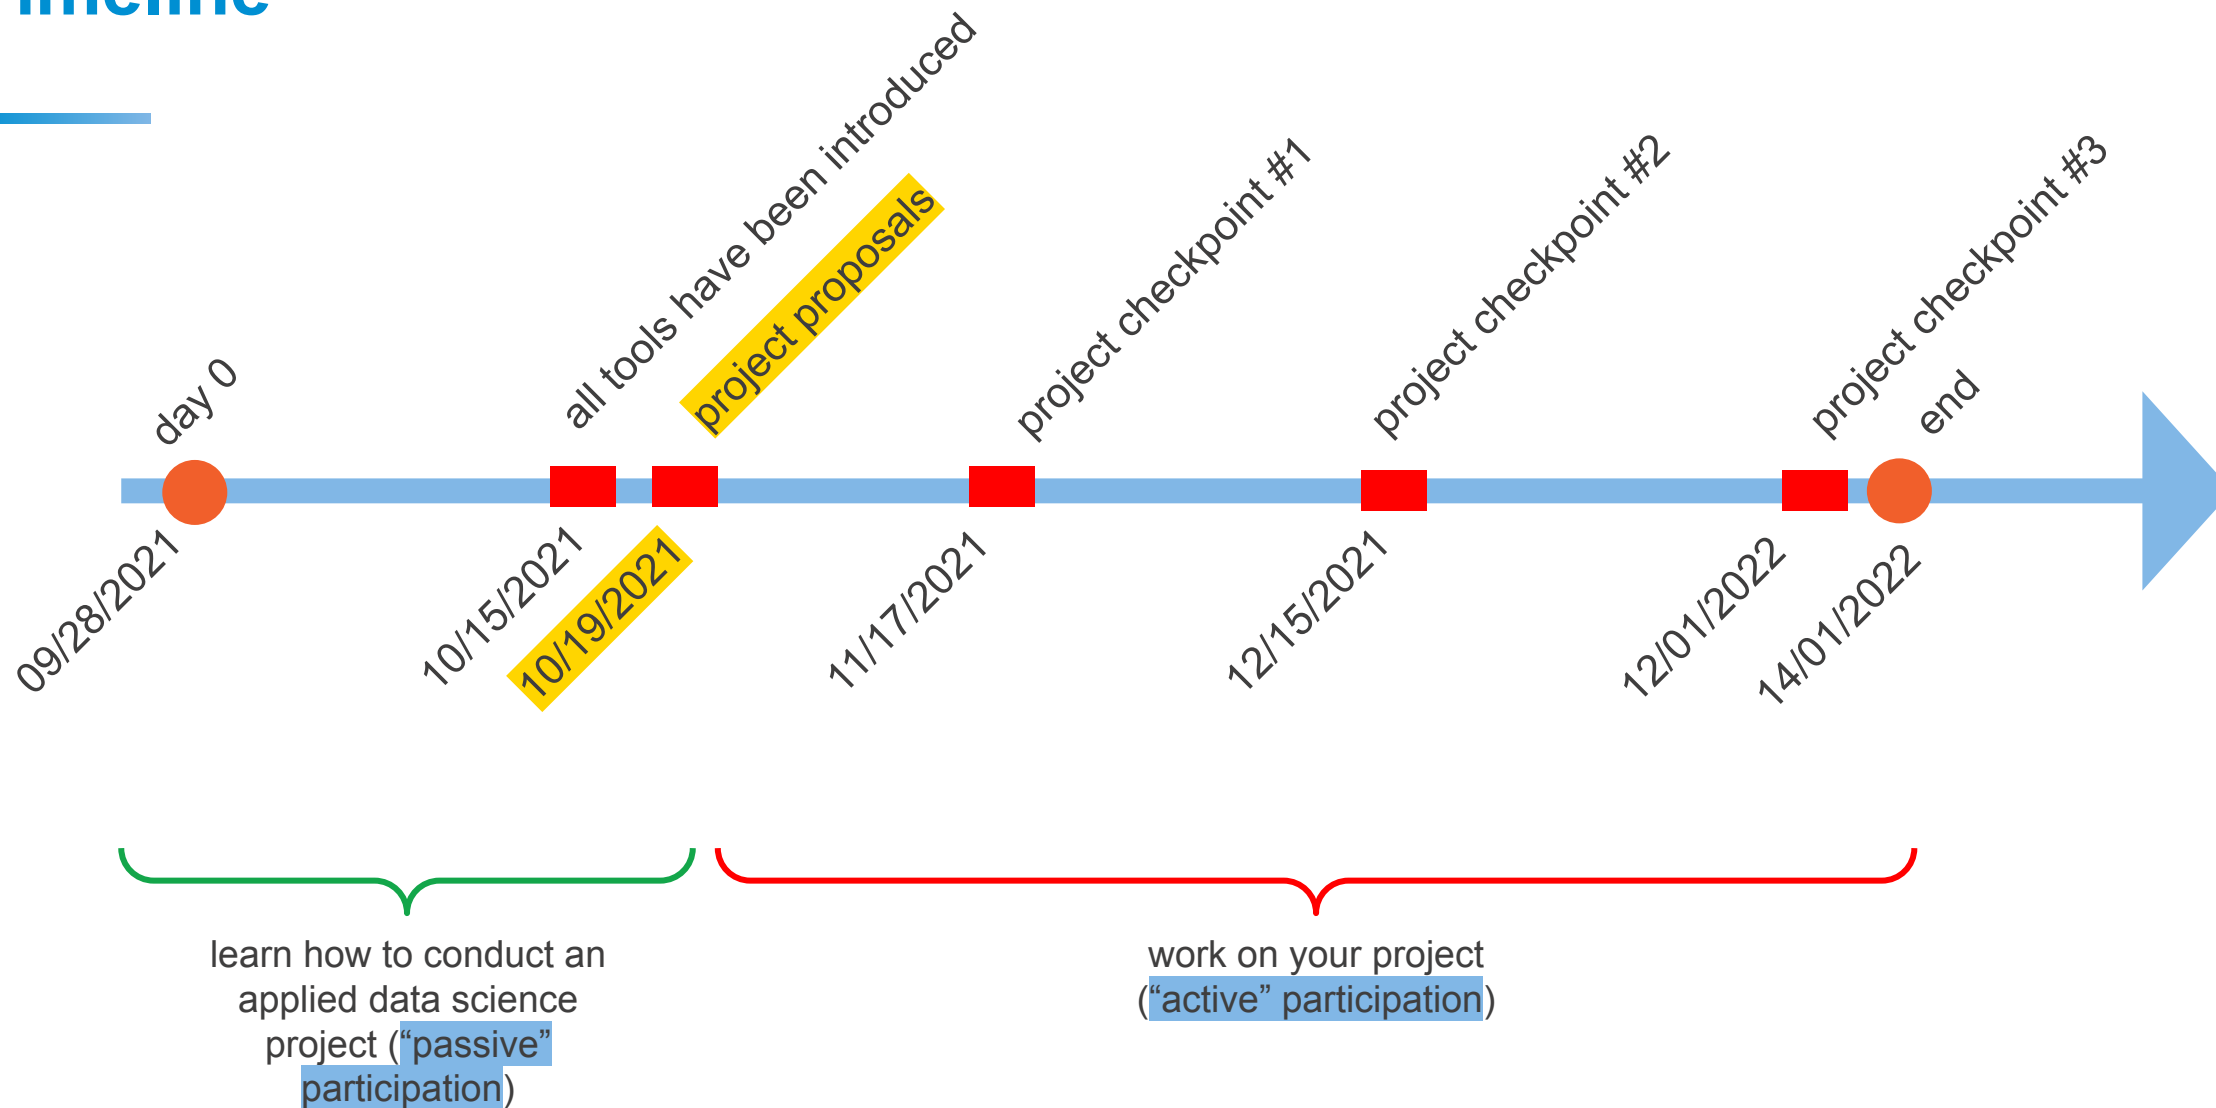 imeline
day 0
all tools have been introduced
project proposals
project checkpoint #1
project checkpoint #2
project checkpoint #3
end
09/28/2021
10/15/2021
10/19/2021
11/17/2021
12/15/2021
12/01/2022
14/01/2022
learn how to conduct an
applied data science
project (“passive”
participation)
work on your project
(“active” participation)